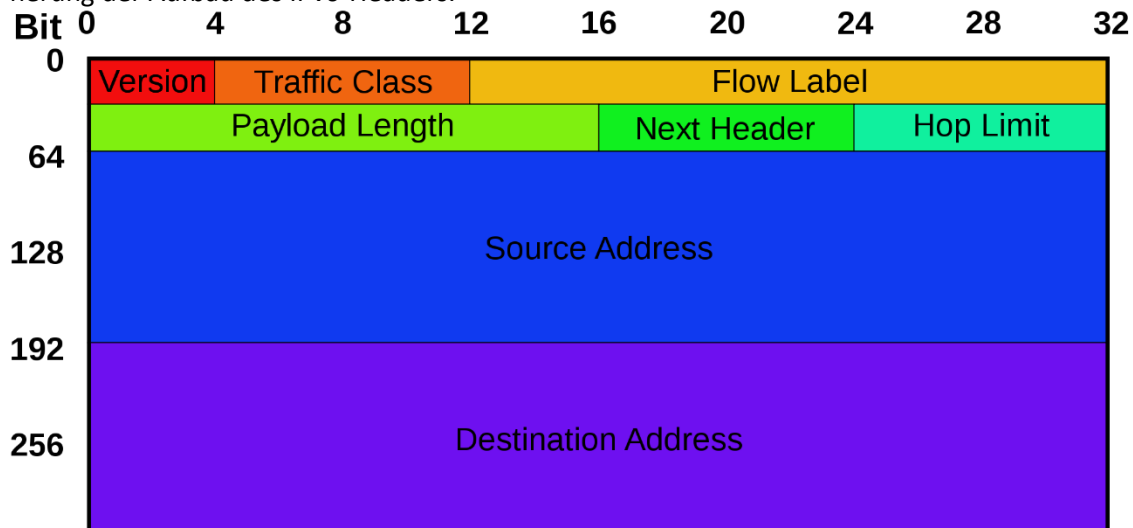 Bit 0 4 8 12 16 20 24 28 32
0
Version Traffic Class Flow Label
Payload Length Next Header Hop Limit
64
128 Source Address
192
256 Destination Address